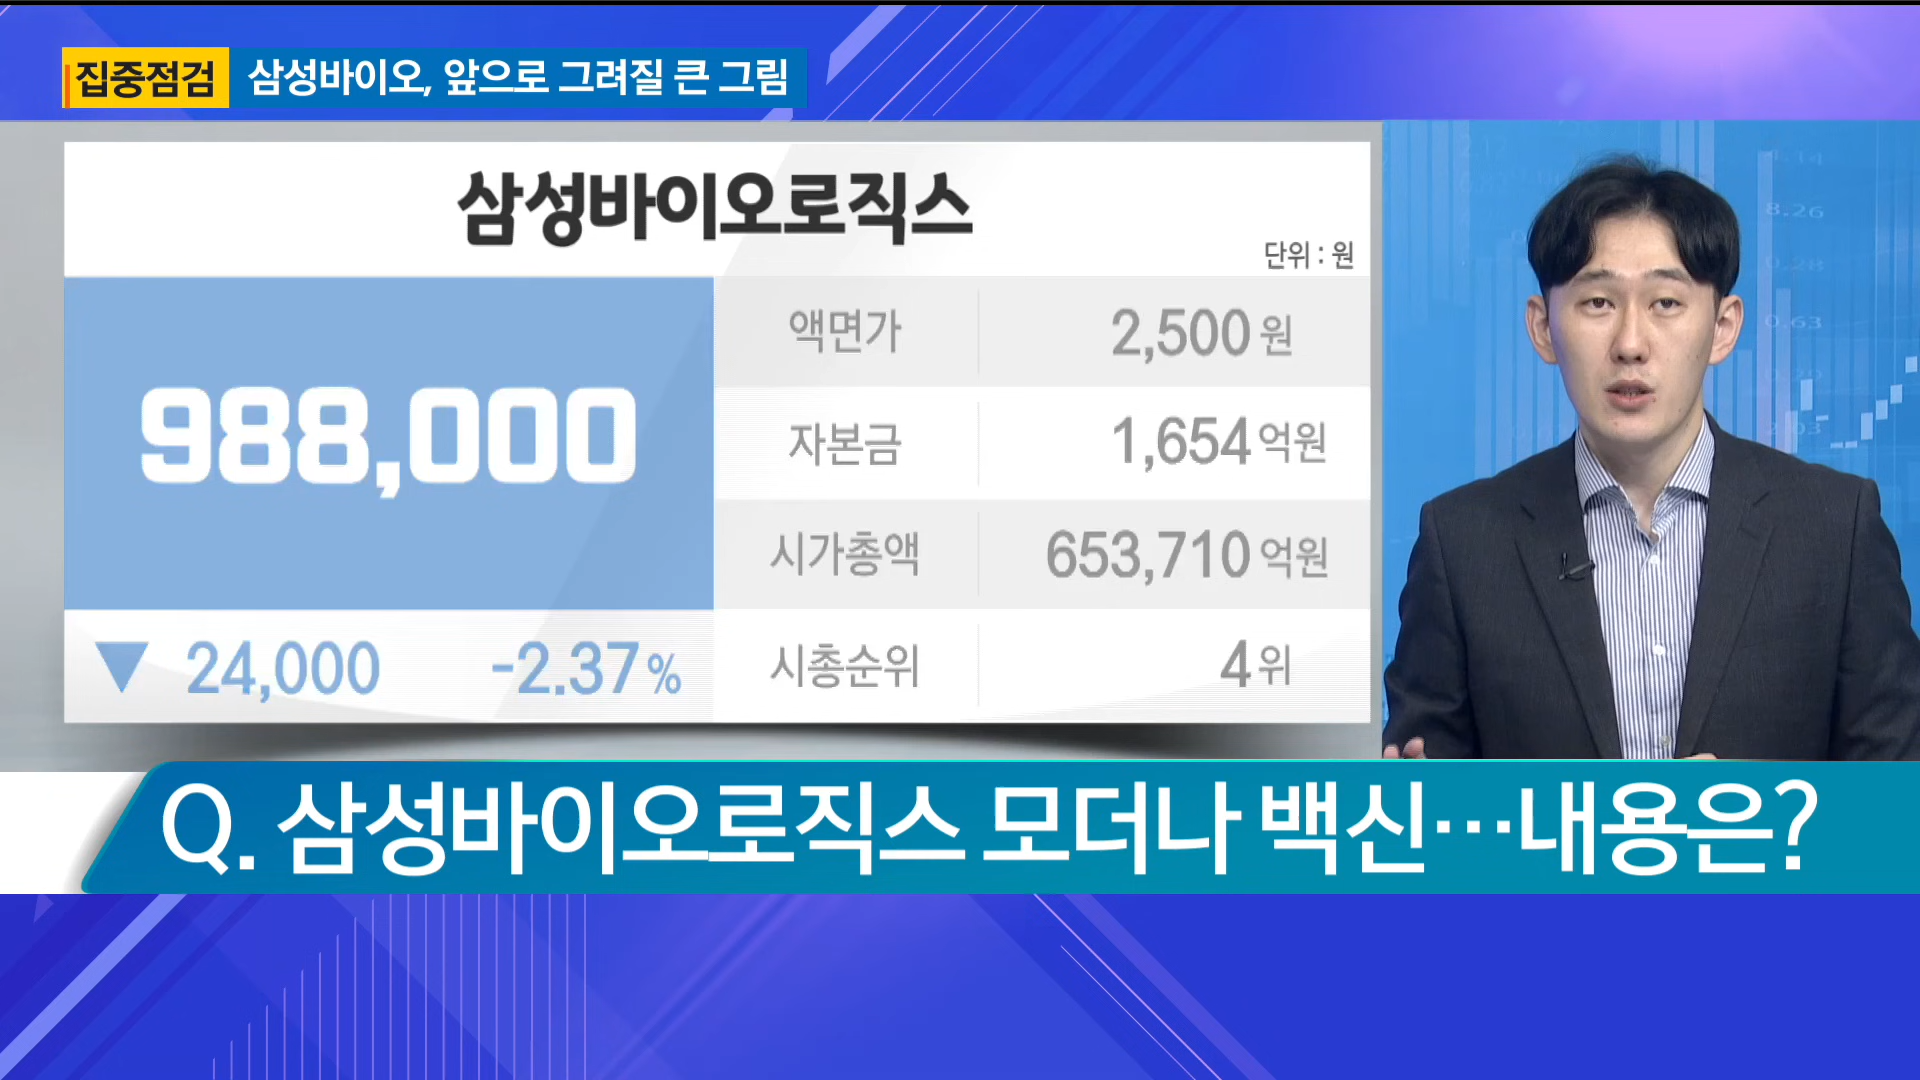 집중점검 삼성바이오, 앞으로 그려질 큰 그림
삼성바이오로직스
단위 : 원
988,000
▼ 24,000 -2.37%
액면가 2,500 원
자본금 1,654 억원
시가총액 653,710 억원
시총순위 4 위
8.26
0.63
Q. 삼성바이오로직스 모더나 백신…내용은?